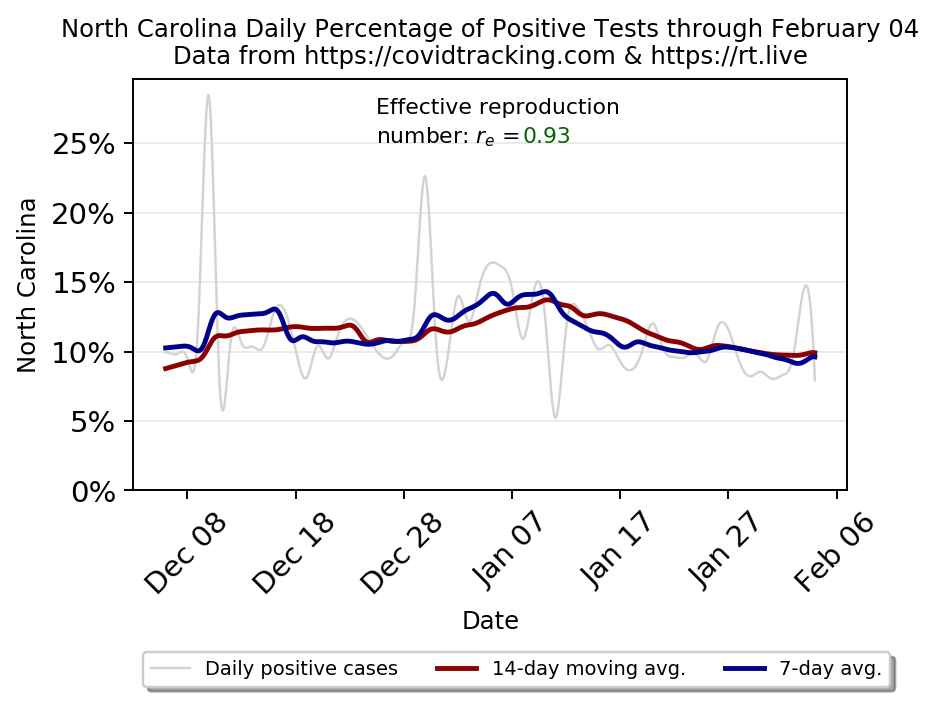 North Carolina Daily Percentage of Positive Tests through February 04
Data from https://covidtracking.com & https://rt.live
Effective reproduction
number: rₑ =0.93
25%
20%
15%
10%
5%
0%
North Carolina
Dec 08
Dec 18
Dec 28
Jan 07
Jan 17
Jan 27
Feb 06
Date
Daily positive cases
14-day moving avg.
7-day avg.